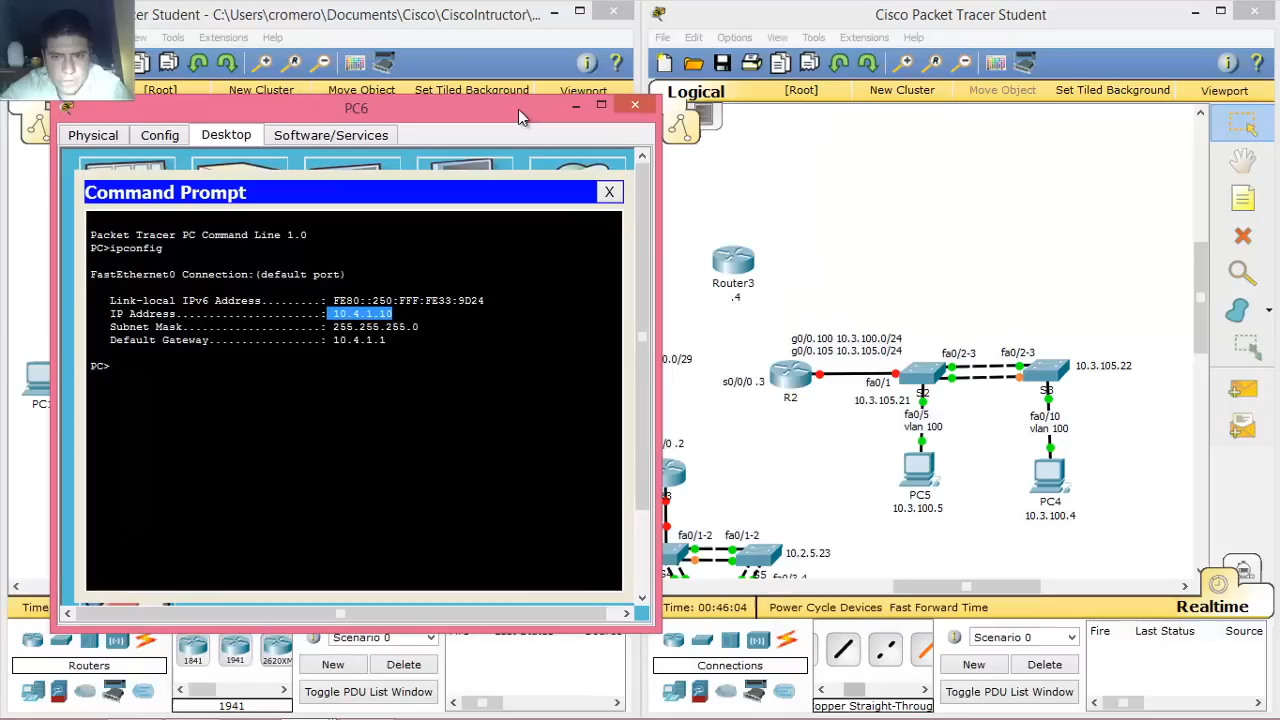 er Student - C:\Users\cromero\Documents\Cisco\CiscoIntructor\...
Cisco Packet Tracer Student
Tools Extensions Help
File Edit Options View Tools Extensions Help
[Root] New Cluster Move Object Set Tiled Background Viewport
Logical [Root] New Cluster Move Object Set Tiled Background Viewport
PC6
Physical Config Desktop Software/Services
Command Prompt X
Packet Tracer PC Command Line 1.0
PC>ipconfig
FastEthernet0 Connection:(default port)
Link-local IPv6 Address.........: FE80::250:FFF:FE33:9D24
IP Address......................: 10.4.1.10
Subnet Mask.....................: 255.255.255.0
Default Gateway.................: 10.4.1.1
PC>
Router3
.4
g0/0.100 10.3.100.0/24
g0/0.105 10.3.105.0/24
fa0/2-3
fa0/2-3
.0/29
10.3.105.22
s0/0/0 .3
fa0/1
R2
S2
S3
10.3.105.21
fa0/5
vlan 100
fa0/10
vlan 100
/0 .2
PC5
10.3.100.5
PC4
10.3.100.4
fa0/1-2
fa0/1-2
10.2.5.23
S4
S5
Time:
Time: 00:46:04 Power Cycle Devices Fast Forward Time Realtime
Scenario 0
Fire Last Status Source
1841 1941 2620XM
New Delete
Routers
Toggle PDU List Window
1941
Scenario 0
Fire Last Status Source
Connections
New Delete
Toggle PDU List Window
opper Straight-Throug